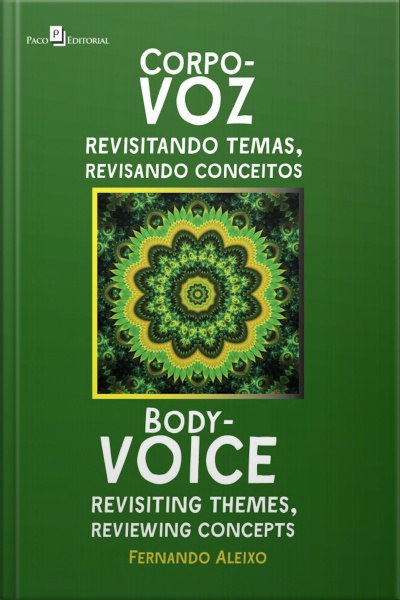 PACO EDITORIAL
CORPO-
VOZ
REVISITANDO TEMAS,
REVISANDO CONCEITOS
BODY-
VOICE
REVISITING THEMES,
REVIEWING CONCEPTS
FERNANDO ALEIXO